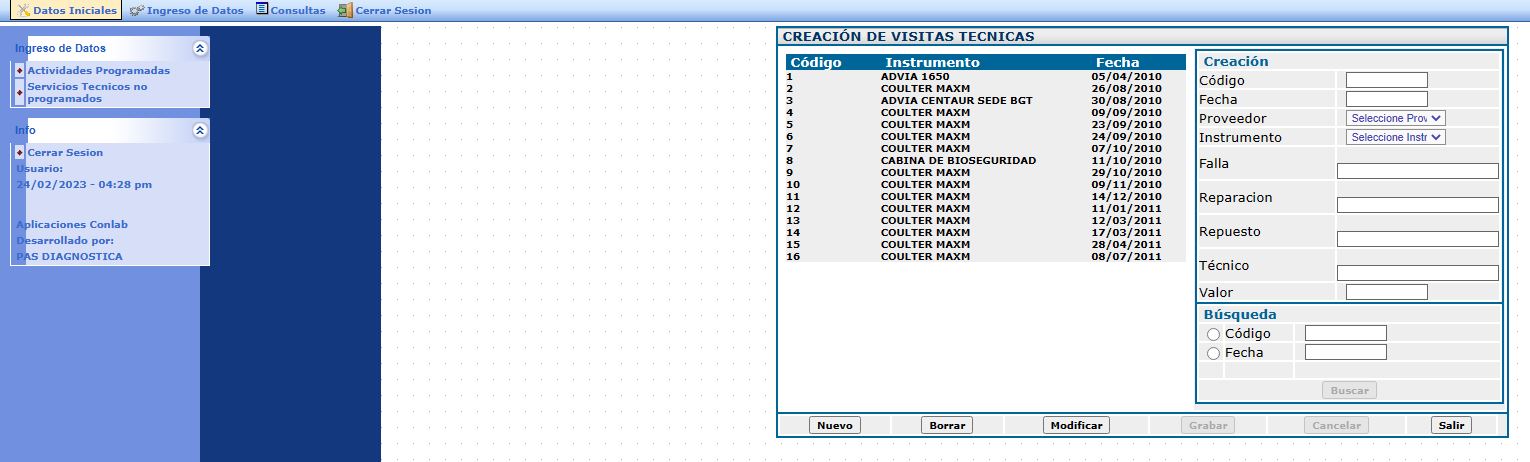 Datos Iniciales Ingreso de Datos Consultas Cerrar Sesion
Ingreso de Datos
Actividades Programadas
Servicios Tecnicos no
programados
Info
Cerrar Sesion
Usuario:
24/02/2023 - 04:28 pm
Aplicaciones Conlab
Desarrollado por:
PAS DIAGNOSTICA
CREACIÓN DE VISITAS TECNICAS
Código Instrumento Fecha
1 ADVIA 1650 05/04/2010
2 COULTER MAXM 26/08/2010
3 ADVIA CENTAUR SEDE BGT 30/08/2010
4 COULTER MAXM 09/09/2010
5 COULTER MAXM 23/09/2010
6 COULTER MAXM 24/09/2010
7 COULTER MAXM 07/10/2010
8 CABINA DE BIOSEGURIDAD 11/10/2010
9 COULTER MAXM 29/10/2010
10 COULTER MAXM 09/11/2010
11 COULTER MAXM 14/12/2010
12 COULTER MAXM 11/01/2011
13 COULTER MAXM 12/03/2011
14 COULTER MAXM 17/03/2011
15 COULTER MAXM 28/04/2011
16 COULTER MAXM 08/07/2011
Creación
Código
Fecha
Proveedor Seleccione Prov
Instrumento Seleccione Instr
Falla
Reparacion
Repuesto
Técnico
Valor
Búsqueda
Código
Fecha
Buscar
Nuevo Borrar Modificar Grabar Cancelar Salir